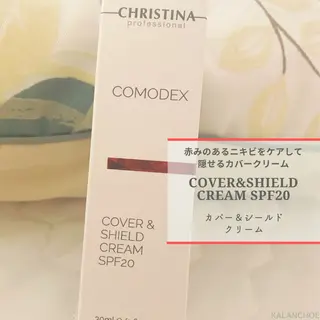 CHRISTINA
professional
COMODEX
COVER &
SHIELD
CREAM
SPF20
赤みのあるニキビをケアして
隠せるカバークリーム
COVER&SHIELD
CREAM SPF20
カバー＆シールド
クリーム
KALANCHOE